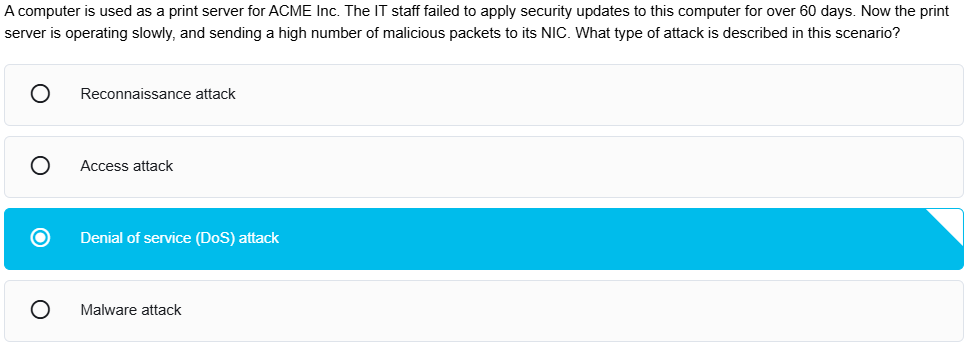 A computer is used as a print server for ACME Inc. The IT staff failed to apply security updates to this computer for over 60 days. Now the print
server is operating slowly, and sending a high number of malicious packets to its NIC. What type of attack is described in this scenario?
Reconnaissance attack
Access attack
Denial of service (DoS) attack
Malware attack